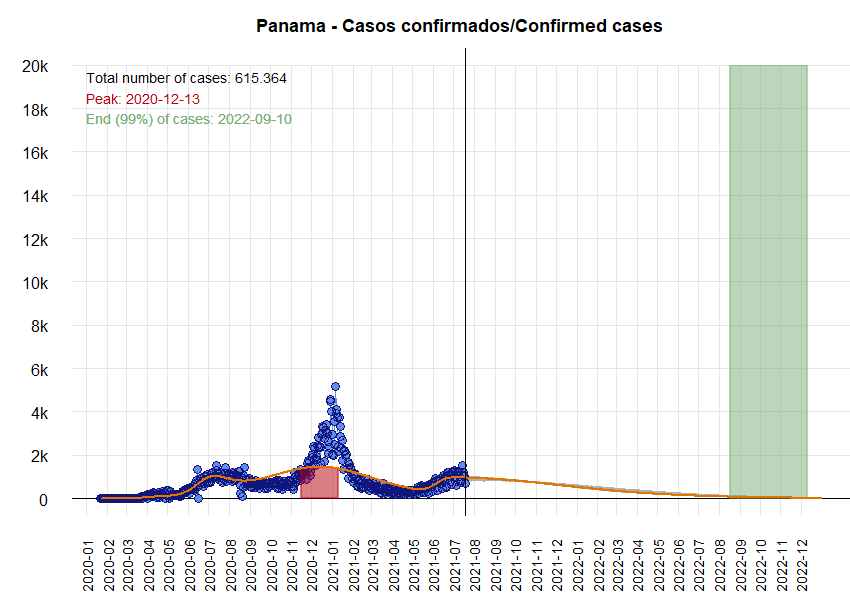 Panama - Casos confirmados/Confirmed cases
20k
18k
16k
14k
12k
10k
8k
6k
4k
2k
0
Total number of cases: 615.364
Peak: 2020-12-13
End (99%) of cases: 2022-09-10
2020-01
2020-02
2020-03
2020-04
2020-05
2020-06
2020-07
2020-08
2020-09
2020-10
2020-11
2020-12
2021-01
2021-02
2021-03
2021-04
2021-05
2021-06
2021-07
2021-08
2021-09
2021-10
2021-11
2021-12
2022-01
2022-02
2022-03
2022-04
2022-05
2022-06
2022-07
2022-08
2022-09
2022-10
2022-11
2022-12